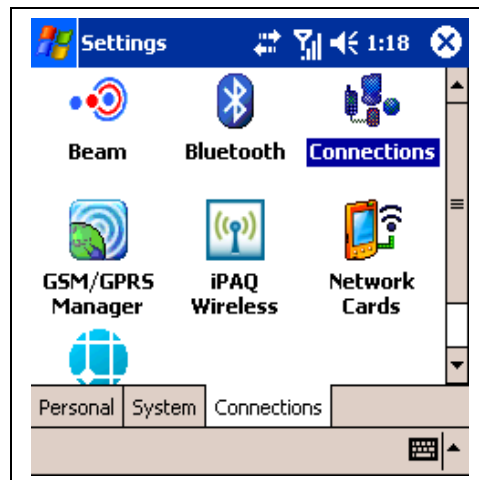 Settings 1:18
Beam Bluetooth Connections
GSM/GPRS iPAQ Network
Manager Wireless Cards
Personal System Connections